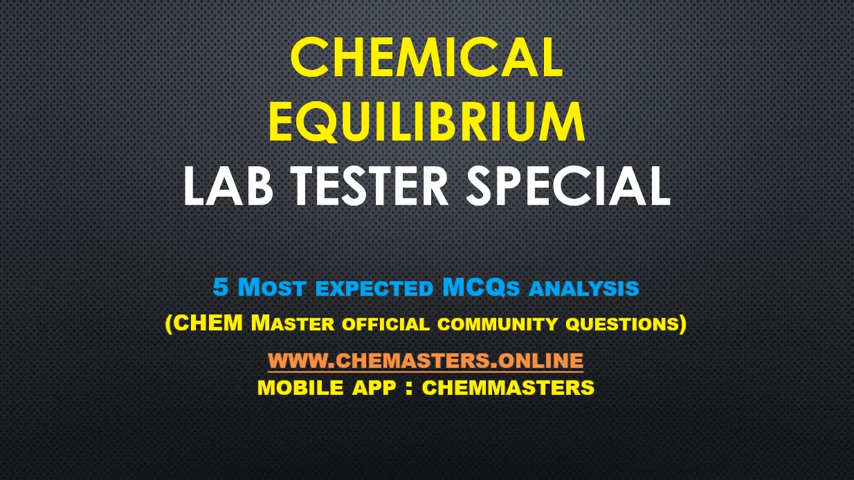 CHEMICAL
EQUILIBRIUM
LAB TESTER SPECIAL
5 MOST EXPECTED MCQS ANALYSIS
(CHEM MASTER OFFICIAL COMMUNITY QUESTIONS)
WWW.CHEMASTERS.ONLINE
MOBILE APP : CHEMMASTERS